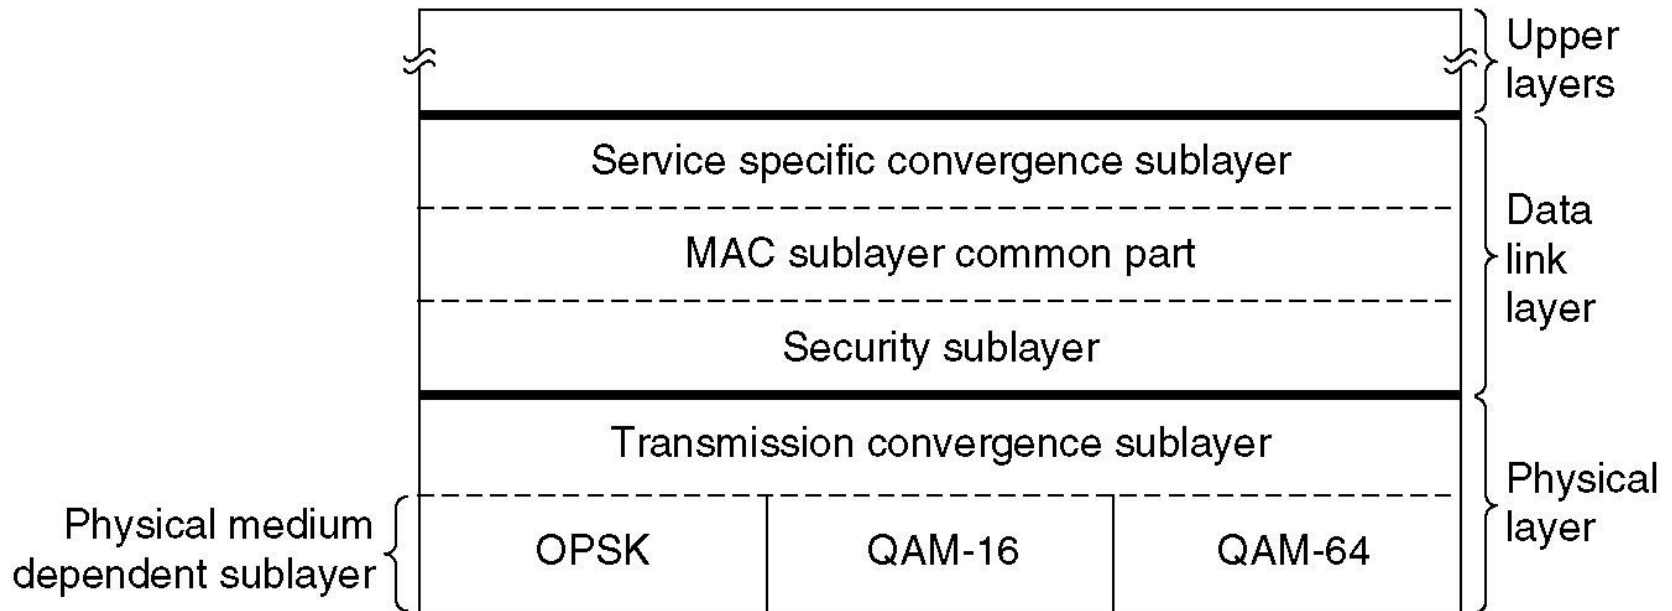 Upper
layers
Service specific convergence sublayer
MAC sublayer common part
Security sublayer
Data
link
layer
Transmission convergence sublayer
Physical medium
dependent sublayer
OPSK
QAM-16
QAM-64
Physical
layer